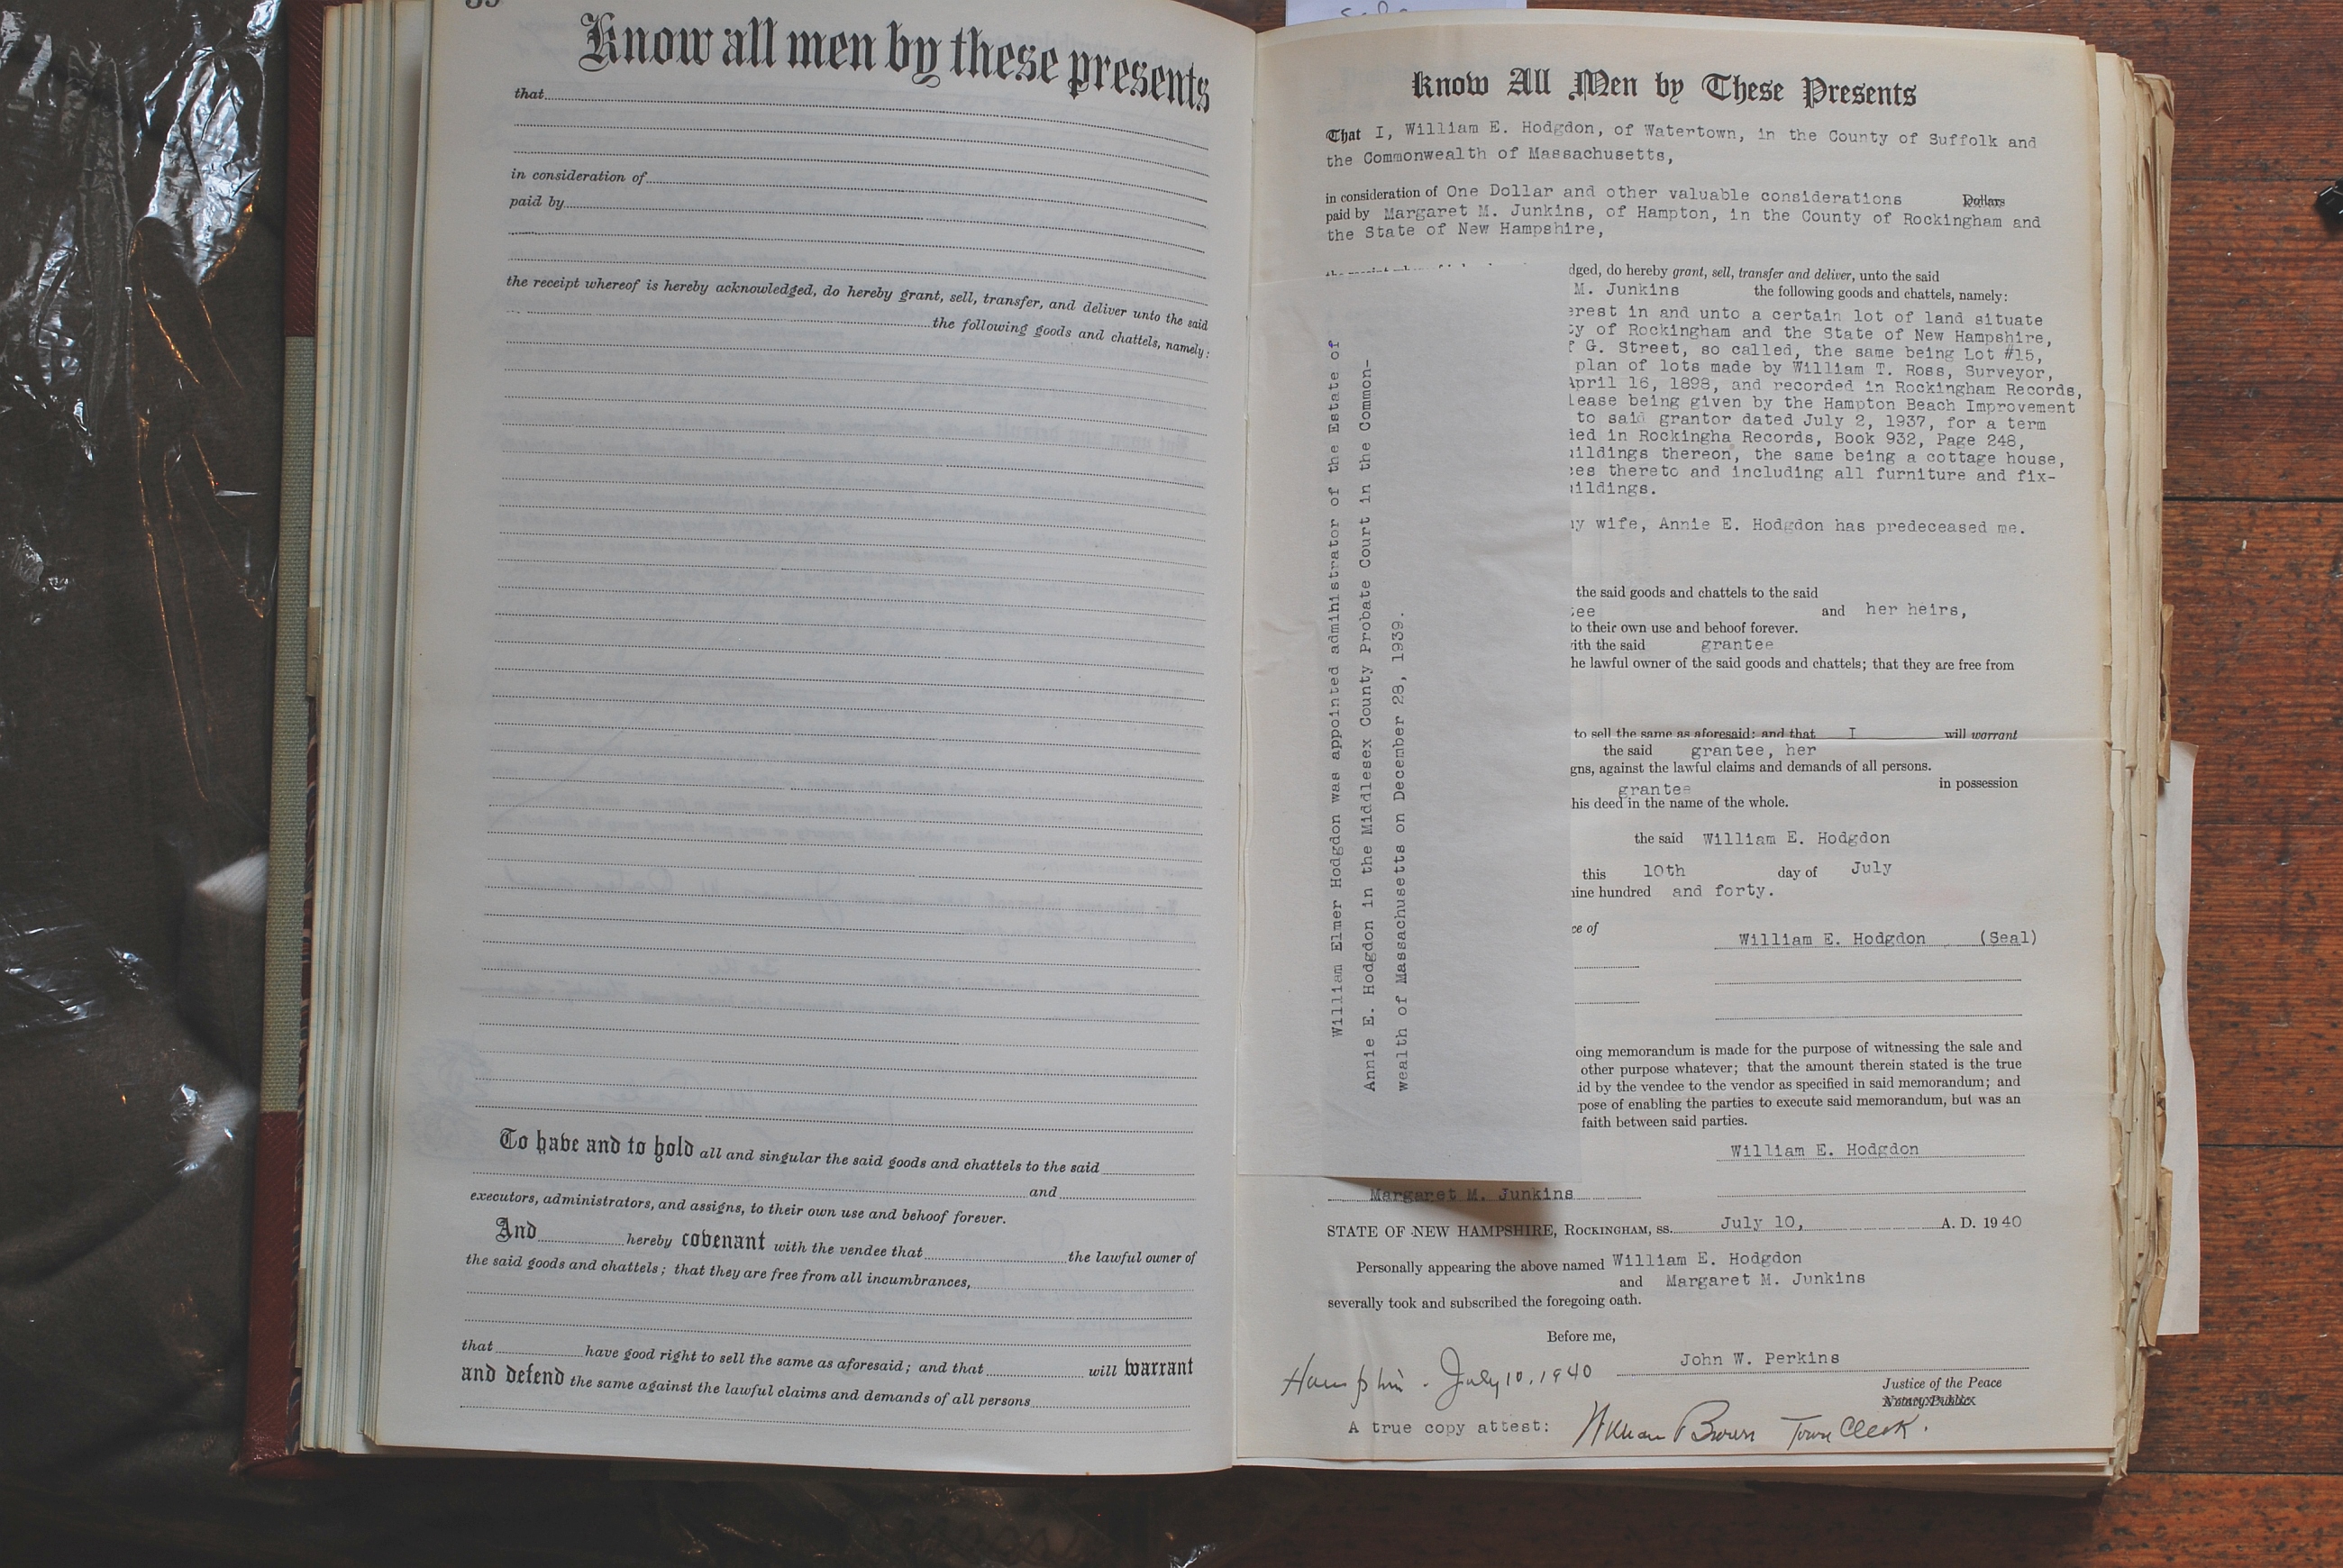 Know all men by these presents
that
in consideration of
paid by
the receipt whereof is hereby acknowledged, do hereby grant, sell, transfer, and deliver unto the said
the following goods and chattels, namely:
To have and to hold all and singular the said goods and chattels to the said
and
executors, administrators, and assigns, to their own use and behoof forever.
And hereby covenant with the vendee that the lawful owner of
the said goods and chattels; that they are free from all incumbrances,
that have good right to sell the same as aforesaid; and that will warrant
and defend the same against the lawful claims and demands of all persons
Know All Men by These Presents
That I, William E. Hodgdon, of Watertown, in the County of Suffolk and
the Commonwealth of Massachusetts,
in consideration of One Dollar and other valuable considerations Dollars
paid by Margaret M. Junkins, of Hampton, in the County of Rockingham and
the State of New Hampshire,
dged, do hereby grant, sell, transfer and deliver, unto the said
M. Junkins the following goods and chattels, namely:
erest in and unto a certain lot of land situate
ty of Rockingham and the State of New Hampshire,
f G. Street, so called, the same being Lot #15,
plan of lots made by William T. Ross, Surveyor,
April 16, 1898, and recorded in Rockingham Records,
lease being given by the Hampton Beach Improvement
to said grantor dated July 2, 1937, for a term
ded in Rockingha Records, Book 932, Page 248,
uildings thereon, the same being a cottage house,
ces thereto and including all furniture and fix-
uildings.
my wife, Annie E. Hodgdon has predeceased me.
the said goods and chattels to the said
tee and her heirs,
to their own use and behoof forever.
with the said grantee
he lawful owner of the said goods and chattels; that they are free from
to sell the same as aforesaid; and that I will warrant
the said grantee, her
gns, against the lawful claims and demands of all persons.
grantee in possession
his deed in the name of the whole.
the said William E. Hodgdon
this 10th day of July
nine hundred and forty.
ce of
William E. Hodgdon (Seal)
oing memorandum is made for the purpose of witnessing the sale and
other purpose whatever; that the amount therein stated is the true
id by the vendee to the vendor as specified in said memorandum; and
pose of enabling the parties to execute said memorandum, but was an
faith between said parties.
William E. Hodgdon
Margaret M. Junkins
STATE OF NEW HAMPSHIRE, ROCKINGHAM, SS. July 10, A. D. 1940
Personally appearing the above named William E. Hodgdon
and Margaret M. Junkins
severally took and subscribed the foregoing oath.
Before me,
John W. Perkins
Justice of the Peace
Notary Public
Hampton. July 10, 1940
A true copy attest: William Brown Town Clerk.
William Elmer Hodgdon was appointed administrator of the Estate of
Annie E. Hodgdon in the Middlesex County Probate Court in the Common-
wealth of Massachusetts on December 28, 1939.